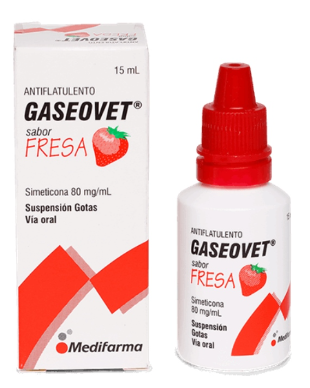 15 mL
ANTIFLATULENTO
GASEOVET®
sabor
FRESA
Simeticona 80 mg/mL
Suspensión Gotas
Vía oral
Medifarma
ANTIFLATULENTO
GASEOVET®
sabor
FRESA
Simeticona
80 mg/mL
Suspensión
Gotas
Vía oral
Medifarma